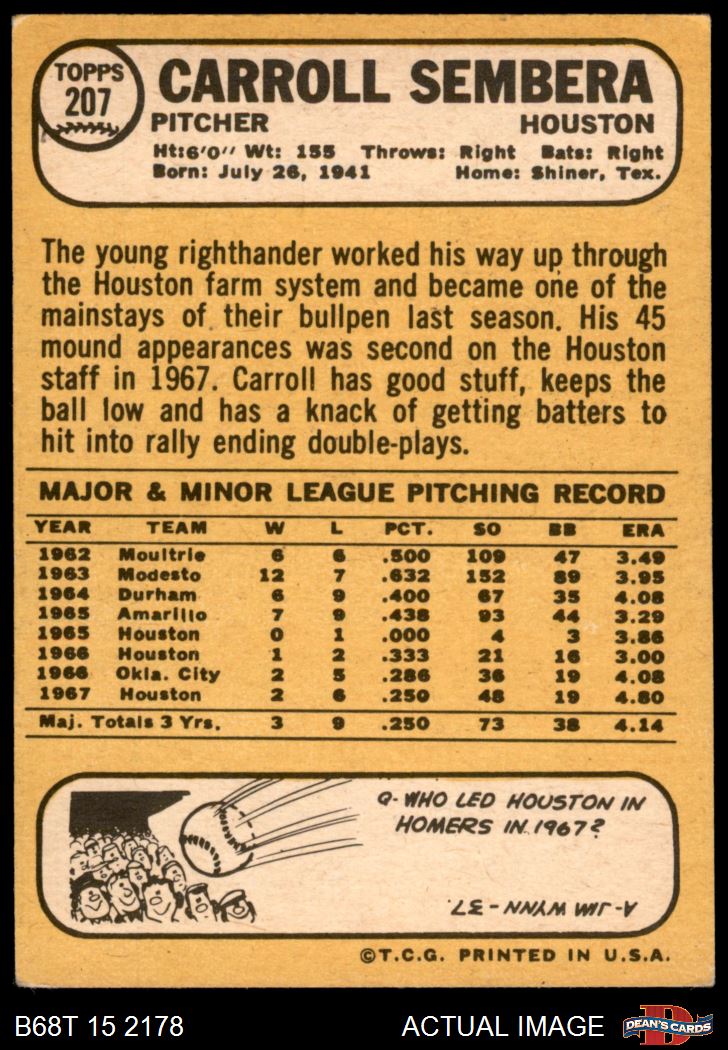 TOPPS
207
CARROLL SEMBERA
PITCHER HOUSTON
Ht:6'0" Wt: 155 Throws: Right Bats: Right
Born: July 26, 1941 Home: Shiner, Tex.
The young righthander worked his way up through
the Houston farm system and became one of the
mainstays of their bullpen last season. His 45
mound appearances was second on the Houston
staff in 1967. Carroll has good stuff, keeps the
ball low and has a knack of getting batters to
hit into rally ending double-plays.
MAJOR & MINOR LEAGUE PITCHING RECORD
YEAR TEAM W L PCT. SO BB ERA
1962 Moultrie 6 6 .500 109 47 3.49
1963 Modesto 12 7 .632 152 89 3.95
1964 Durham 6 9 .400 67 35 4.08
1965 Amarillo 7 9 .438 93 44 3.29
1965 Houston 0 1 .000 4 3 3.86
1966 Houston 1 2 .333 21 16 3.00
1966 Okla. City 2 5 .286 36 19 4.08
1967 Houston 2 6 .250 48 19 4.80
Maj. Totals 3 Yrs. 3 9 .250 73 38 4.14
Q- WHO LED HOUSTON IN
HOMERS IN 1967?
A- JIM WYNN - 37.
©T.C.G. PRINTED IN U.S.A.
B68T 15 2178 ACTUAL IMAGE
D
DEAN'S CARDS